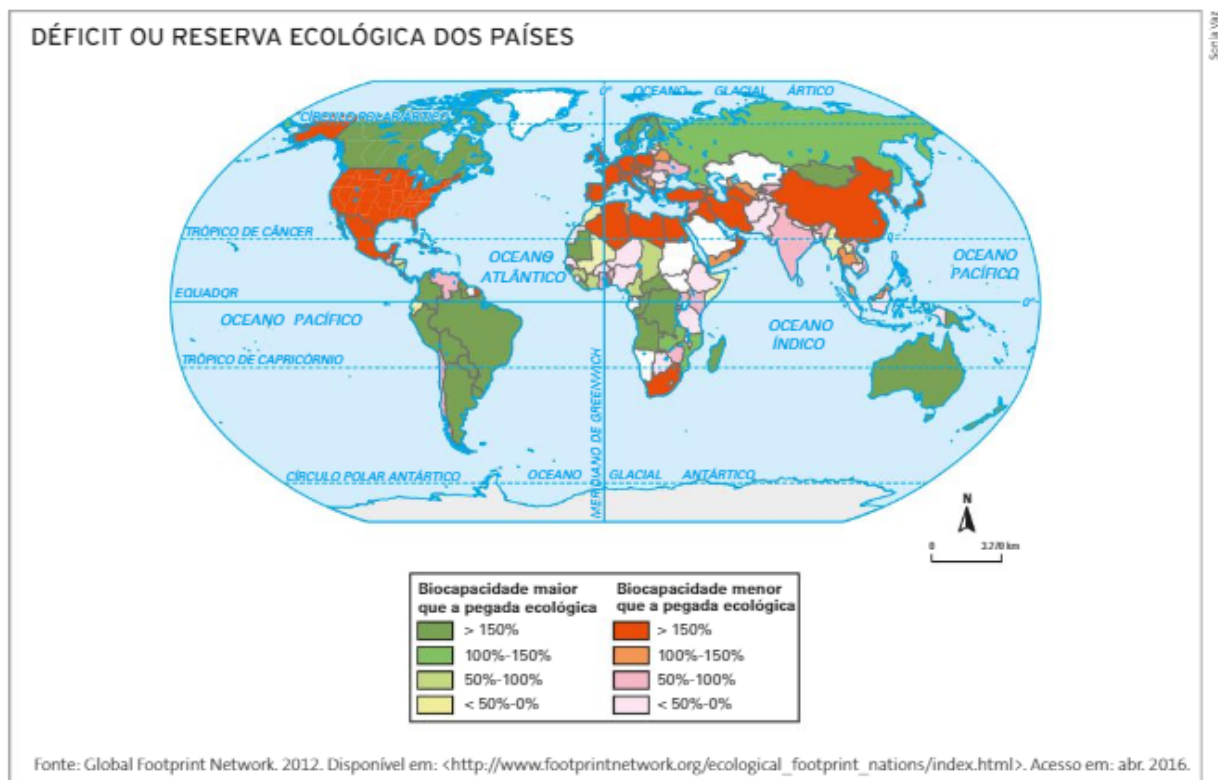 DÉFICIT OU RESERVA ECOLÓGICA DOS PAÍSES
Sonia Vaz
0° OCEANO GLACIAL ÁRTICO
CÍRCULO POLAR ÁRTICO
TRÓPICO DE CÂNCER
OCEANO
ATLÂNTICO
OCEANO
PACÍFICO
EQUADOR
0°
OCEANO PACÍFICO
OCEANO
ÍNDICO
TRÓPICO DE CAPRICÓRNIO
MERIDIANO DE GREENWICH
CÍRCULO POLAR ANTÁRTICO
OCEANO GLACIAL ANTÁRTICO
N
0 3.270 km
Biocapacidade maior
que a pegada ecológica
> 150%
100%-150%
50%-100%
< 50%-0%
Biocapacidade menor
que a pegada ecológica
> 150%
100%-150%
50%-100%
< 50%-0%
Fonte: Global Footprint Network. 2012. Disponível em: <http://www.footprintnetwork.org/ecological_footprint_nations/index.html>. Acesso em: abr. 2016.